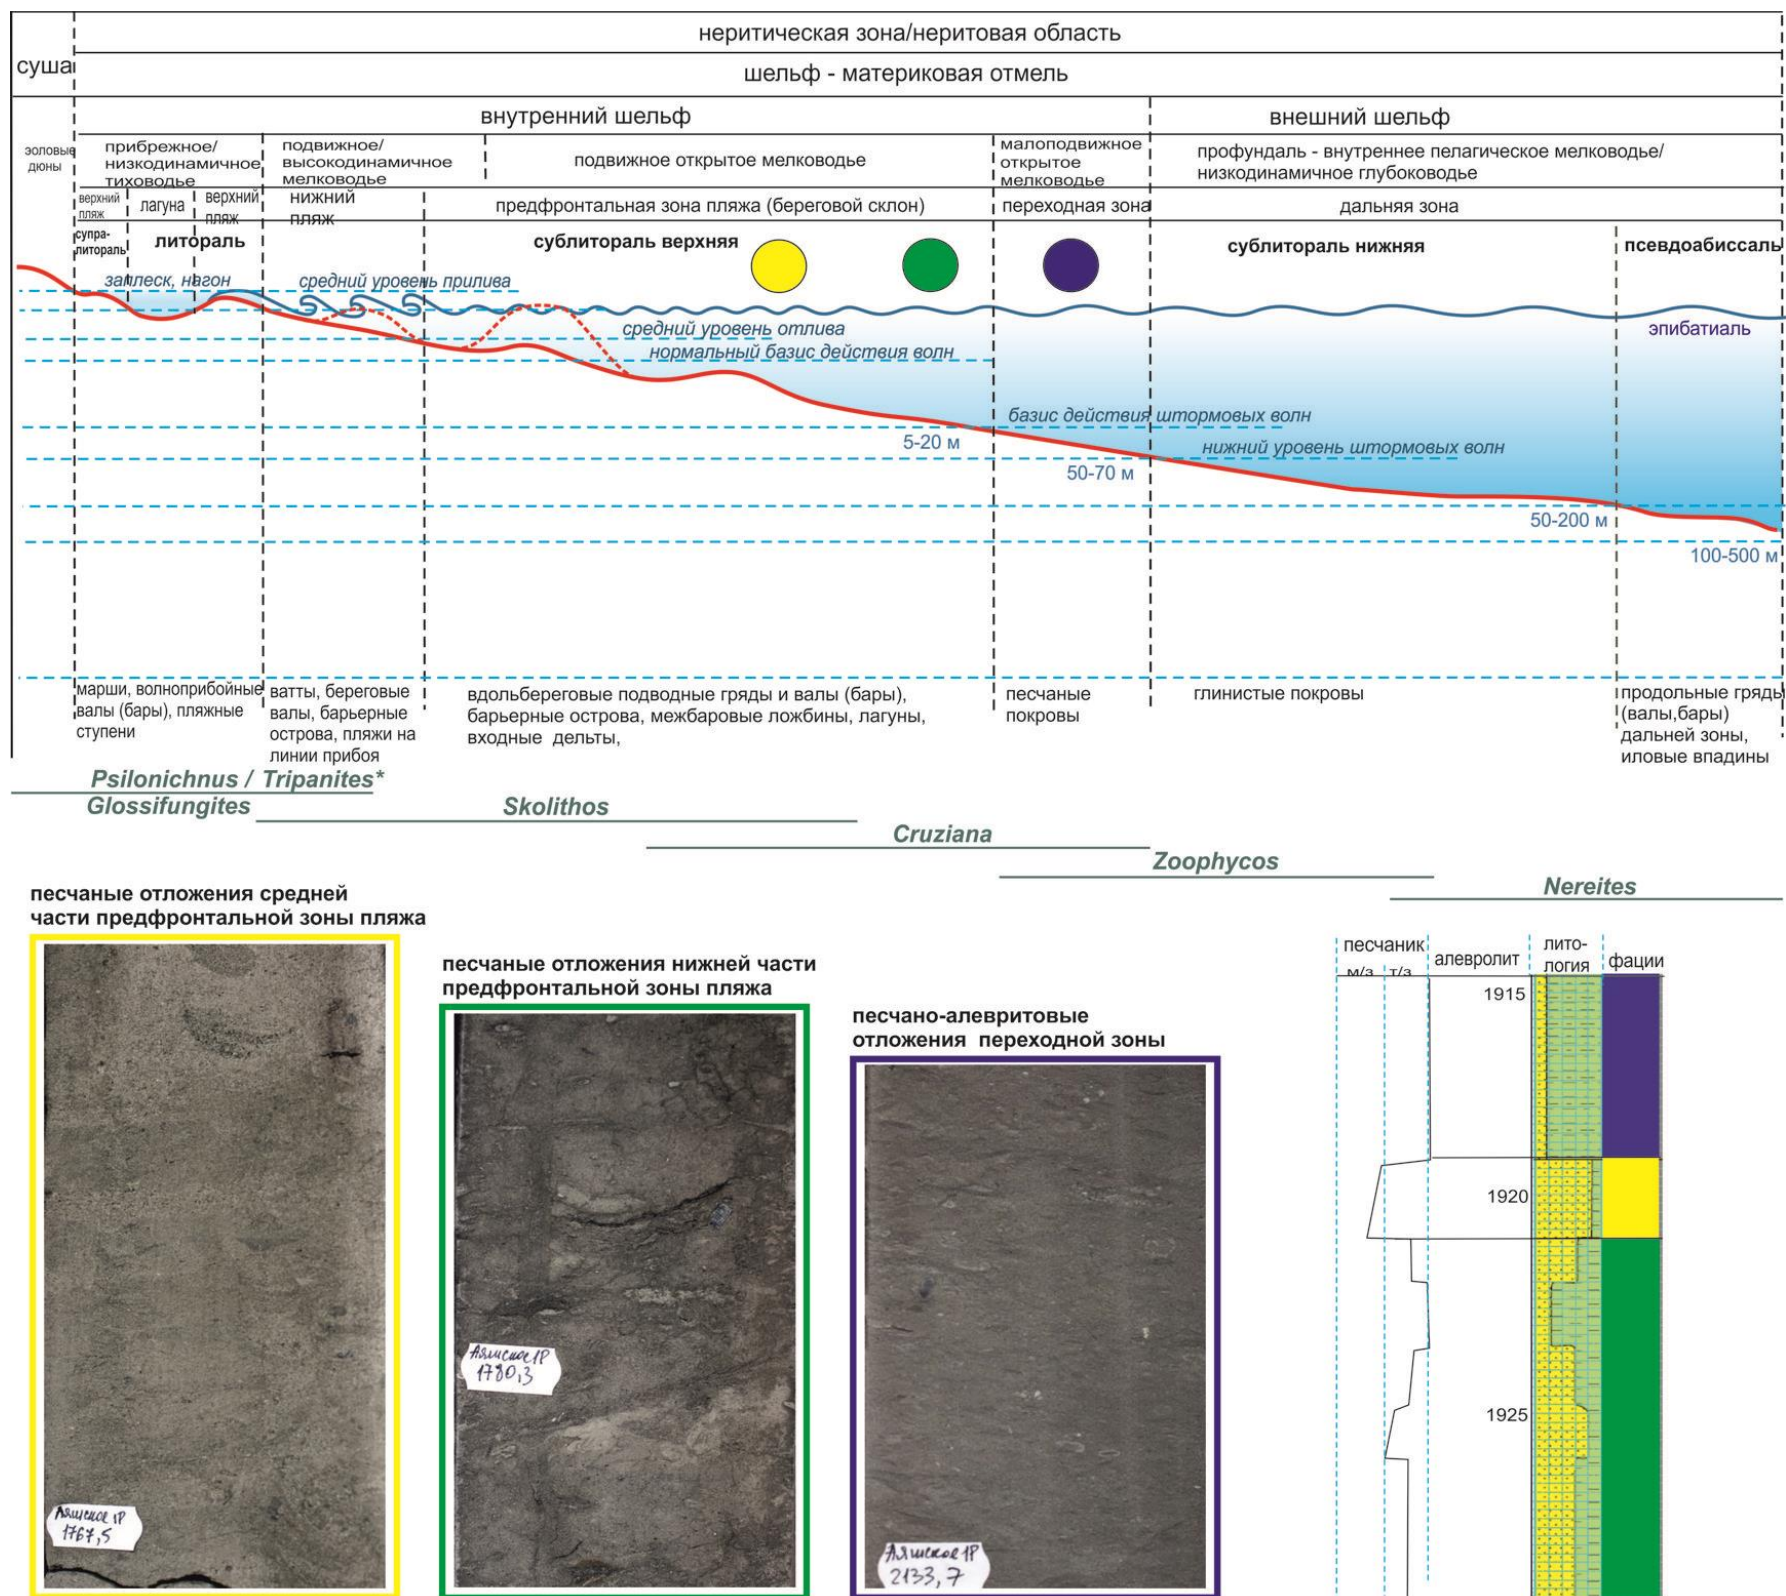 неритическая зона/неритовая область
суша
шельф - материковая отмель
внутренний шельф
внешний шельф
эоловые
дюны
прибрежное/
низкодинамичное
тиховодье
подвижное/
высокодинамичное
мелководье
подвижное открытое мелководье
малоподвижное
открытое
мелководье
профундаль - внутреннее пелагическое мелководье/
низкодинамичное глубоководье
верхний
пляж
лагуна
верхний
пляж
нижний
пляж
предфронтальная зона пляжа (береговой склон)
переходная зона
дальняя зона
супра-
литораль
литораль
сублитораль верхняя
сублитораль нижняя
псевдоабиссаль
заплеск, нагон
средний уровень прилива
средний уровень отлива
эпибатиаль
нормальный базис действия волн
базис действия штормовых волн
5-20 м
нижний уровень штормовых волн
50-70 м
50-200 м
100-500 м
марши, волноприбойные
валы (бары), пляжные
ступени
ватты, береговые
валы, барьерные
острова, пляжи на
линии прибоя
вдольбереговые подводные гряды и валы (бары),
барьерные острова, межбаровые ложбины, лагуны,
входные дельты,
песчаные
покровы
глинистые покровы
продольные гряды
(валы,бары)
дальней зоны,
иловые впадины
Psilonichnus / Tripanites*
Glossifungites
Skolithos
Cruziana
Zoophycos
Nereites
песчаные отложения средней
части предфронтальной зоны пляжа
Аяшское 1Р
1767,5
песчаные отложения нижней части
предфронтальной зоны пляжа
Аяшское 1Р
1780,3
песчано-алевритовые
отложения переходной зоны
Аяшское 1Р
2133,7
песчаник
м/з т/з
алевролит
лито-
логия
фации
1915
1920
1925